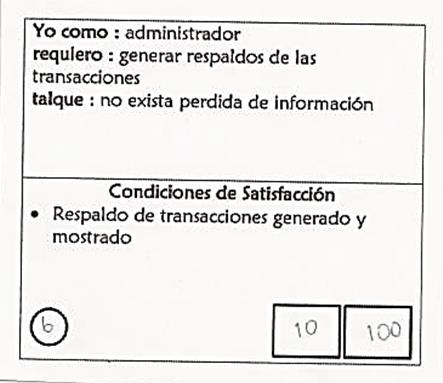 Yo como : administrador
requiero : generar respaldos de las
transacciones
talque : no exista perdida de información
Condiciones de Satisfacción
• Respaldo de transacciones generado y
mostrado
6
10
100